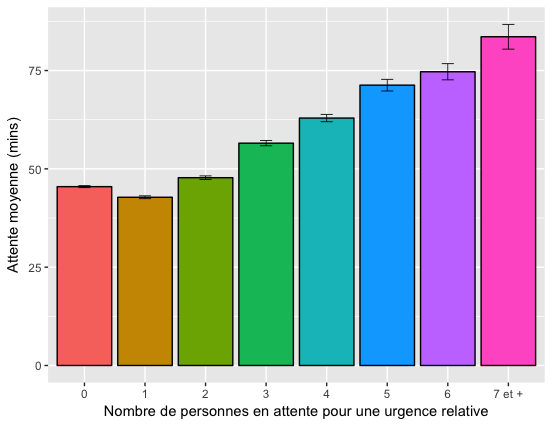 Attente moyenne (mins)
75
50
25
0
0 1 2 3 4 5 6 7 et +
Nombre de personnes en attente pour une urgence relative